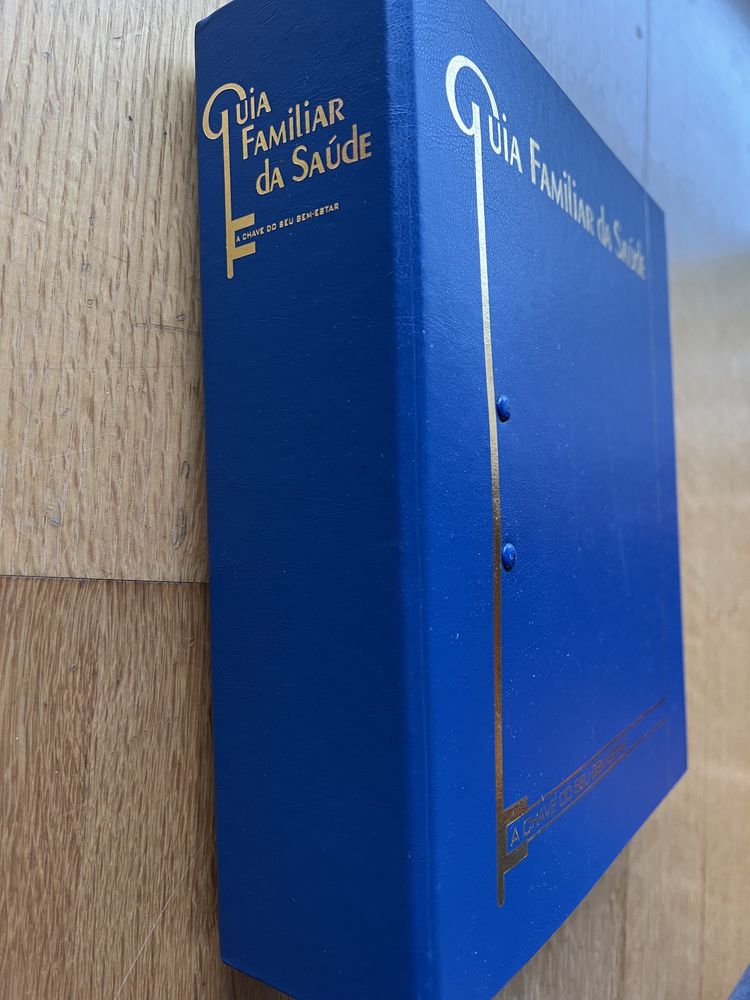 Guia
Familiar
da Saúde
A CHAVE DO SEU BEM-ESTAR
Guia Familiar da Saúde
A CHAVE DO SEU BEM-ESTAR